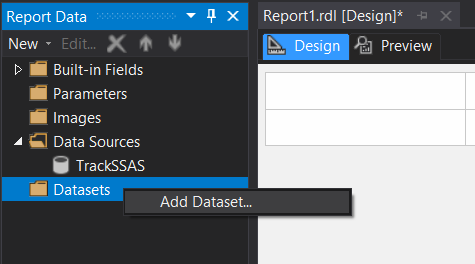 Report Data
New Edit...
Built-in Fields
Parameters
Images
Data Sources
TrackSSAS
Datasets
Add Dataset...
Report1.rdl [Design]*
Design Preview